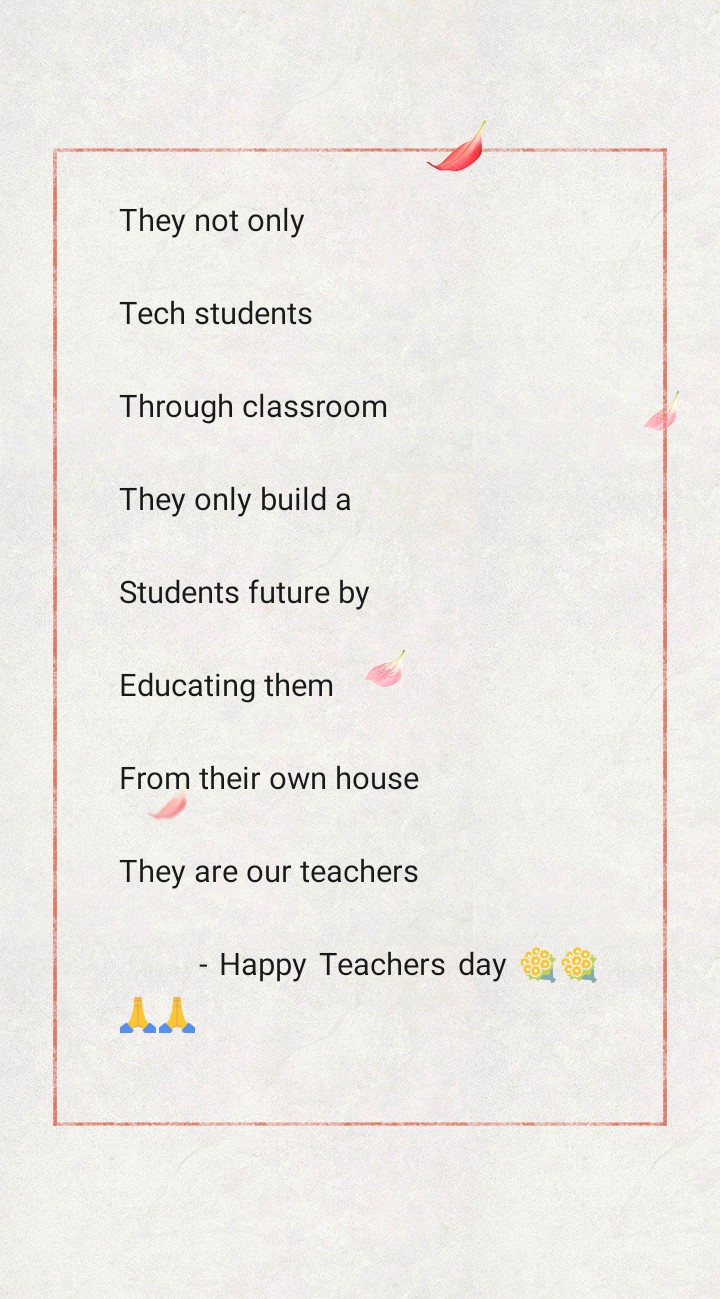 They not only
Tech students
Through classroom
They only build a
Students future by
Educating them
From their own house
They are our teachers
- Happy Teachers day 💐💐
🙏🙏